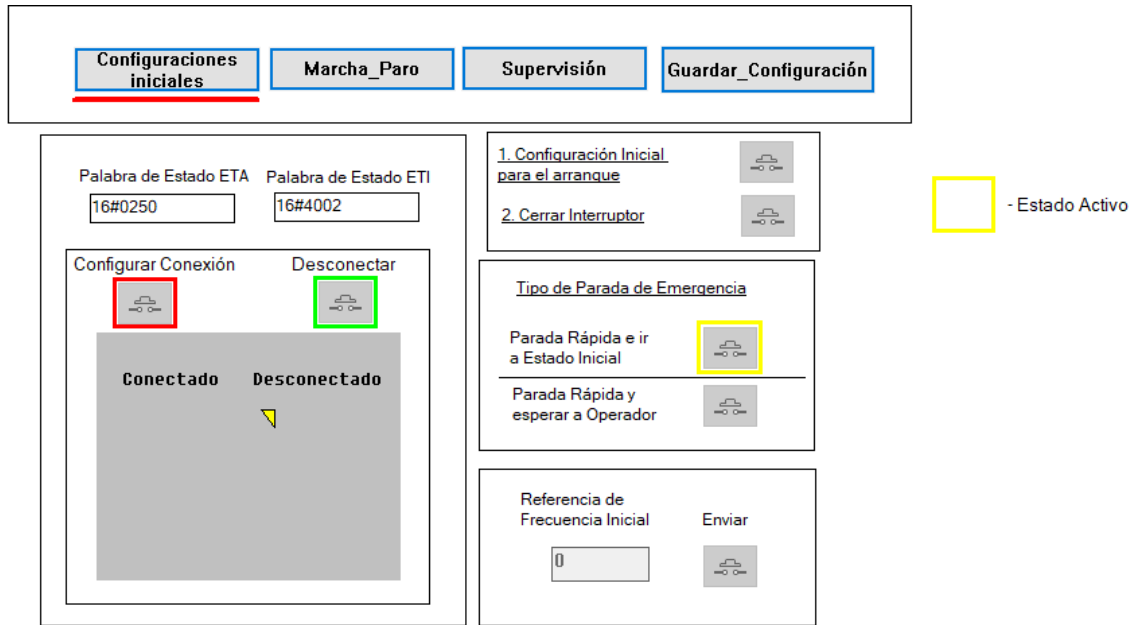 Configuraciones
iniciales
Marcha_Paro
Supervisión
Guardar_Configuración
Palabra de Estado ETA
Palabra de Estado ETI
16#0250
16#4002
Configurar Conexión
Desconectar
Conectado
Desconectado
1. Configuración Inicial
para el arranque
2. Cerrar Interruptor
Tipo de Parada de Emergencia
Parada Rápida e ir
a Estado Inicial
Parada Rápida y
esperar a Operador
Referencia de
Frecuencia Inicial
Enviar
0
- Estado Activo